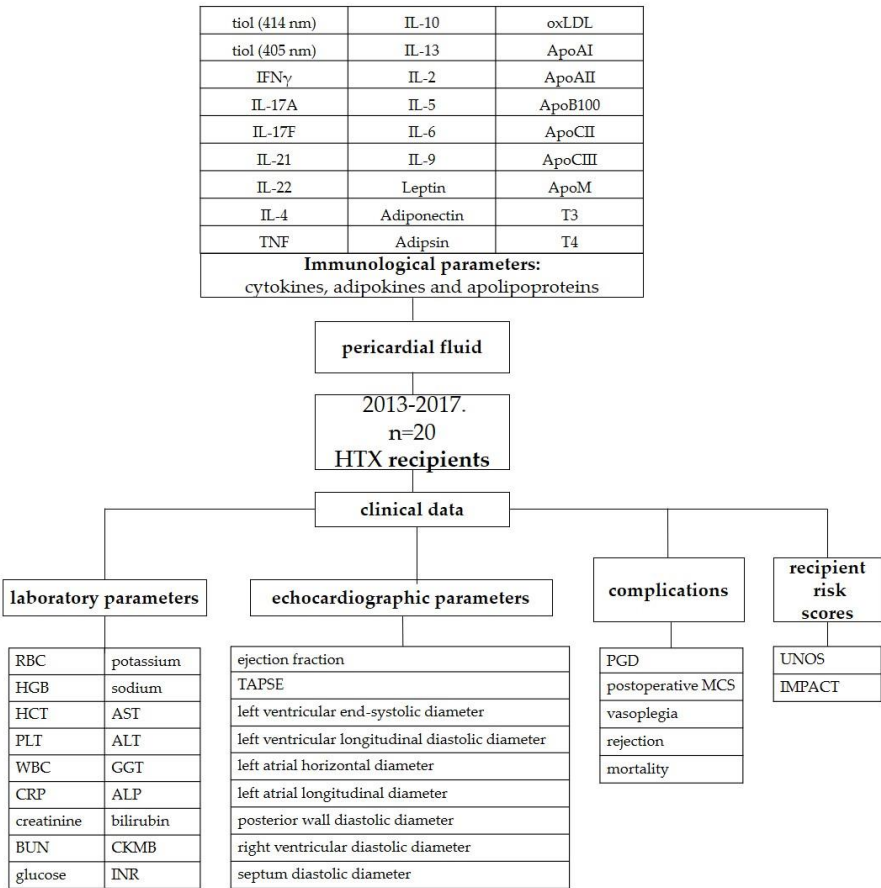 tiol (414 nm) IL-10 oxLDL
tiol (405 nm) IL-13 ApoAI
IFNγ IL-2 ApoAII
IL-17A IL-5 ApoB100
IL-17F IL-6 ApoCII
IL-21 IL-9 ApoCIII
IL-22 Leptin ApoM
IL-4 Adiponectin T3
TNF Adipsin T4
Immunological parameters:
cytokines, adipokines and apolipoproteins
pericardial fluid
2013-2017.
n=20
HTX recipients
clinical data
laboratory parameters
RBC potassium
HGB sodium
HCT AST
PLT ALT
WBC GGT
CRP ALP
creatinine bilirubin
BUN CKMB
glucose INR
echocardiographic parameters
ejection fraction
TAPSE
left ventricular end-systolic diameter
left ventricular longitudinal diastolic diameter
left atrial horizontal diameter
left atrial longitudinal diameter
posterior wall diastolic diameter
right ventricular diastolic diameter
septum diastolic diameter
complications
PGD
postoperative MCS
vasoplegia
rejection
mortality
recipient
risk
scores
UNOS
IMPACT